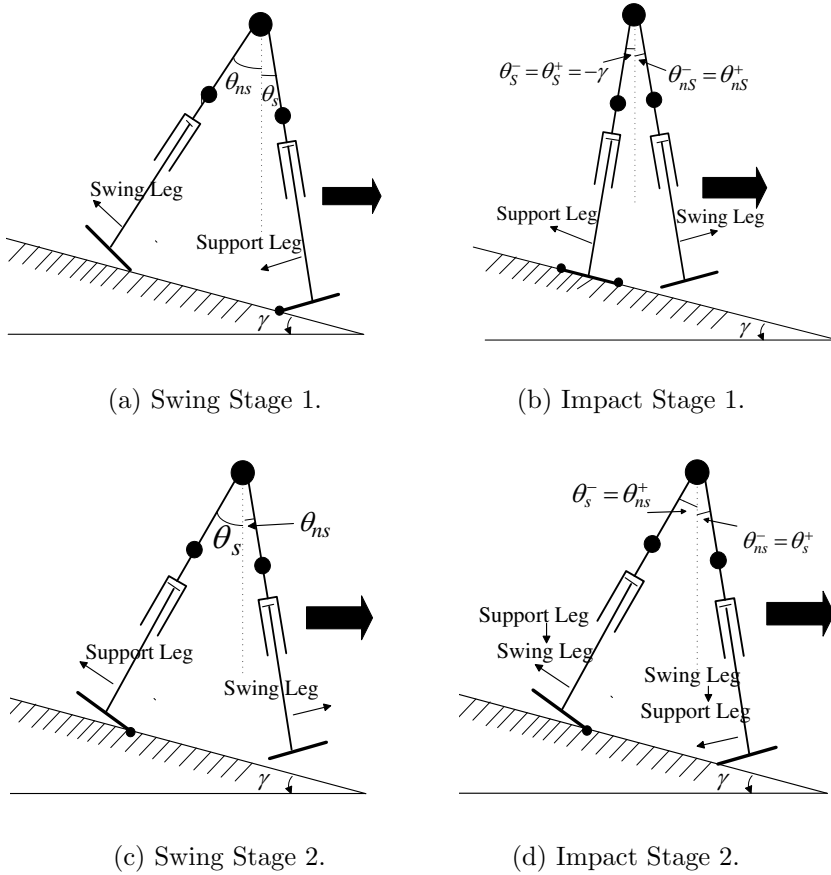 θns
θs
Swing Leg
Support Leg
γ
(a) Swing Stage 1.
θS− = θS+ = −γ
θnS− = θnS+
Support Leg
Swing Leg
γ
(b) Impact Stage 1.
θs
θns
Support Leg
Swing Leg
γ
(c) Swing Stage 2.
θs− = θns+
θns− = θs+
Support Leg
Swing Leg
Swing Leg
Support Leg
γ
(d) Impact Stage 2.